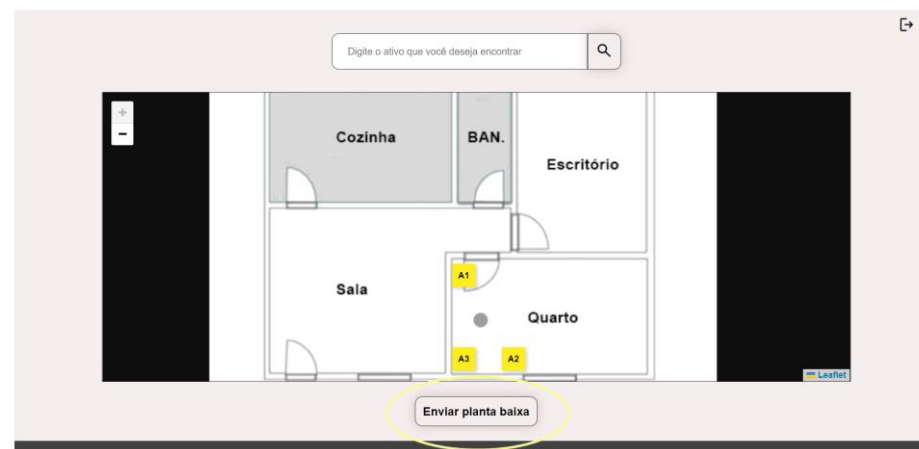 Digite o ativo que você deseja encontrar
+
−
Cozinha
BAN.
Escritório
Sala
A1
Quarto
A3
A2
Leaflet
Enviar planta baixa